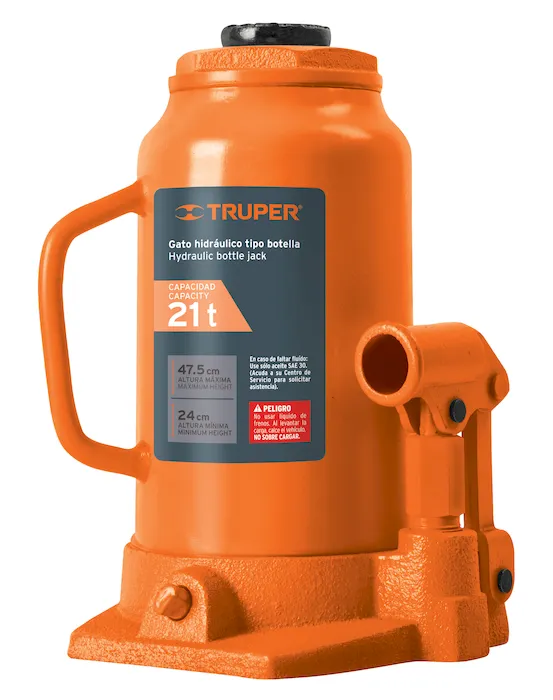 TRUPER®
Gato hidráulico tipo botella
Hydraulic bottle jack
CAPACIDAD
CAPACITY
21 t
47.5 cm
ALTURA MÁXIMA
MAXIMUM HEIGHT
24 cm
ALTURA MÍNIMA
MINIMUM HEIGHT
En caso de faltar fluido:
Use sólo aceite SAE 30.
(Acuda a su Centro de
Servicio para solicitar
asistencia).
PELIGRO
No usar líquido de
frenos. Al levantar la
carga, calce el vehículo.
NO SOBRE CARGAR.